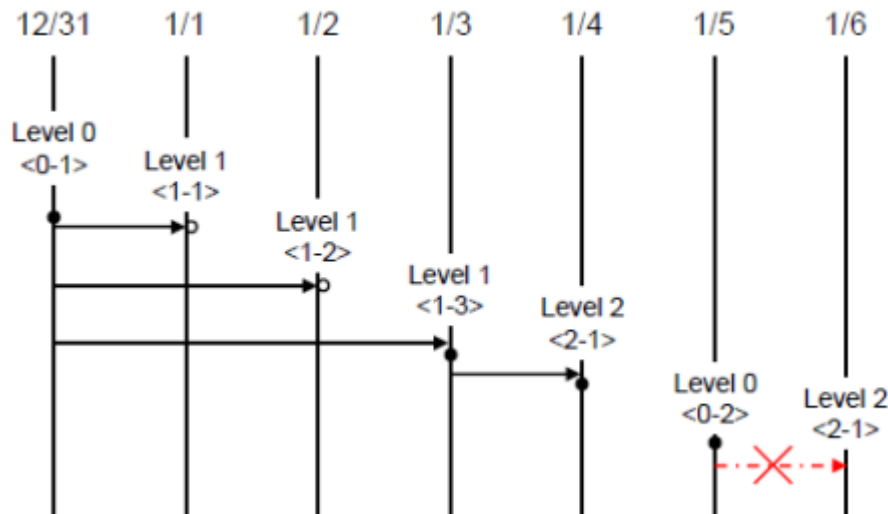 12/31 1/1 1/2 1/3 1/4 1/5 1/6
Level 0
<0-1>
Level 1
<1-1>
Level 1
<1-2>
Level 1
<1-3>
Level 2
<2-1>
Level 0
<0-2>
Level 2
<2-1>